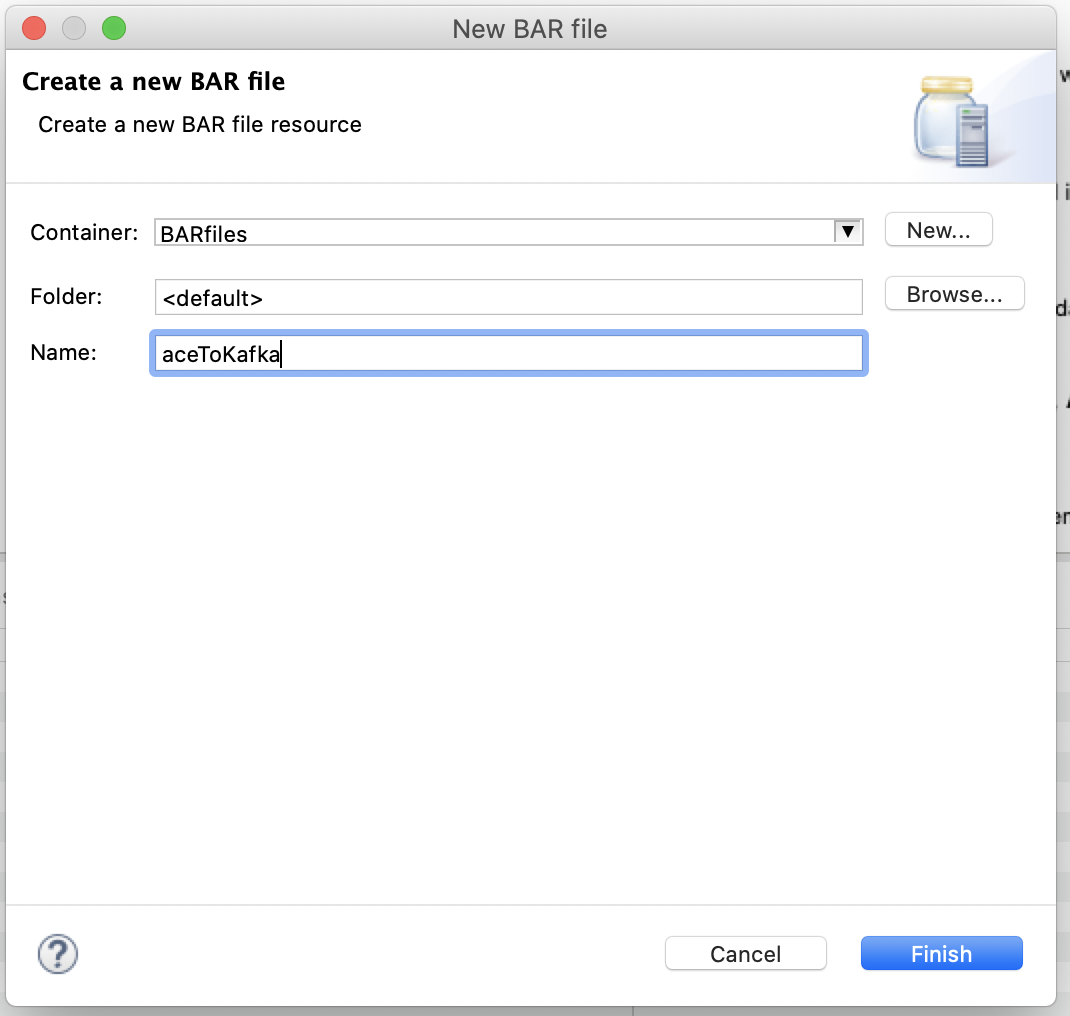 New BAR file
Create a new BAR file
Create a new BAR file resource
Container: BARfiles New...
Folder: <default> Browse...
Name: aceToKafka
? Cancel Finish